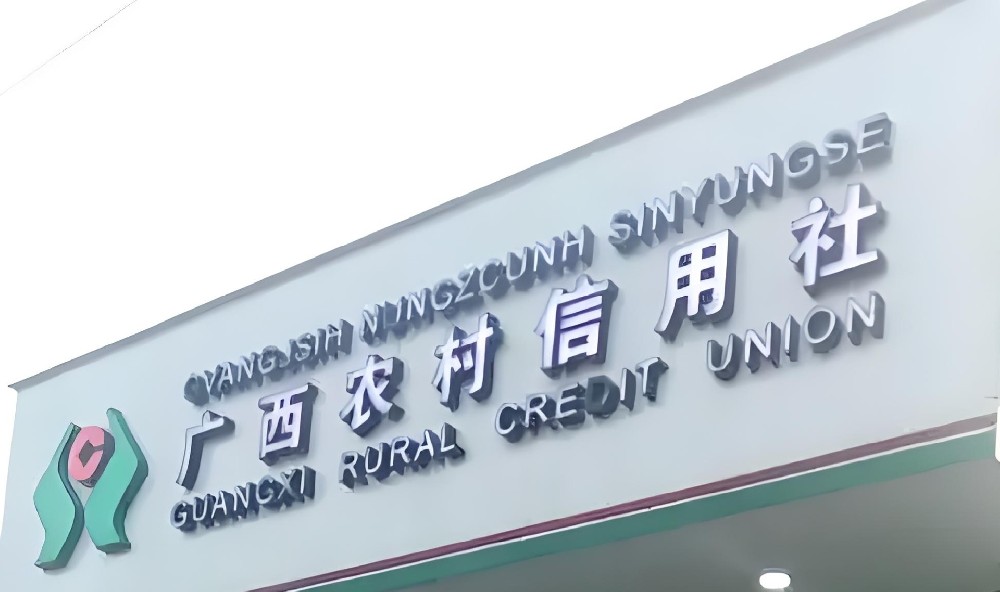 GVANGJSIH NUNGZCUNH SINYUNGSE
广西农村信用社
GUANGXI RURAL CREDIT UNION